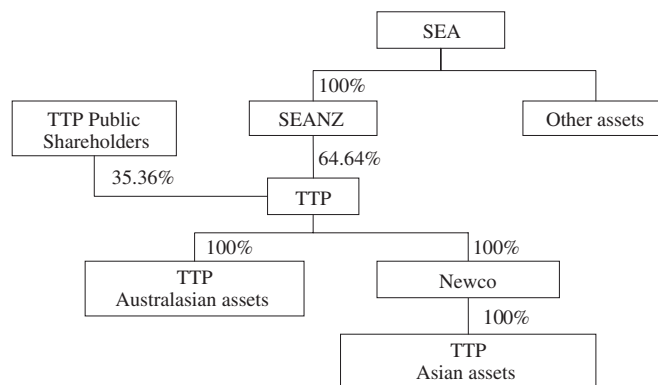 SEA
100%
TTP Public
Shareholders
SEANZ
Other assets
35.36%
64.64%
TTP
100%
100%
TTP
Australasian assets
Newco
100%
TTP
Asian assets